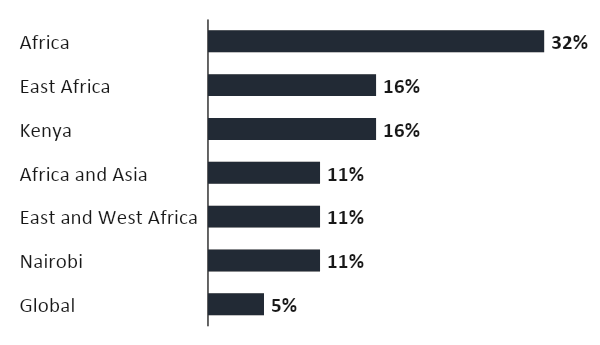 Africa 32%
East Africa 16%
Kenya 16%
Africa and Asia 11%
East and West Africa 11%
Nairobi 11%
Global 5%